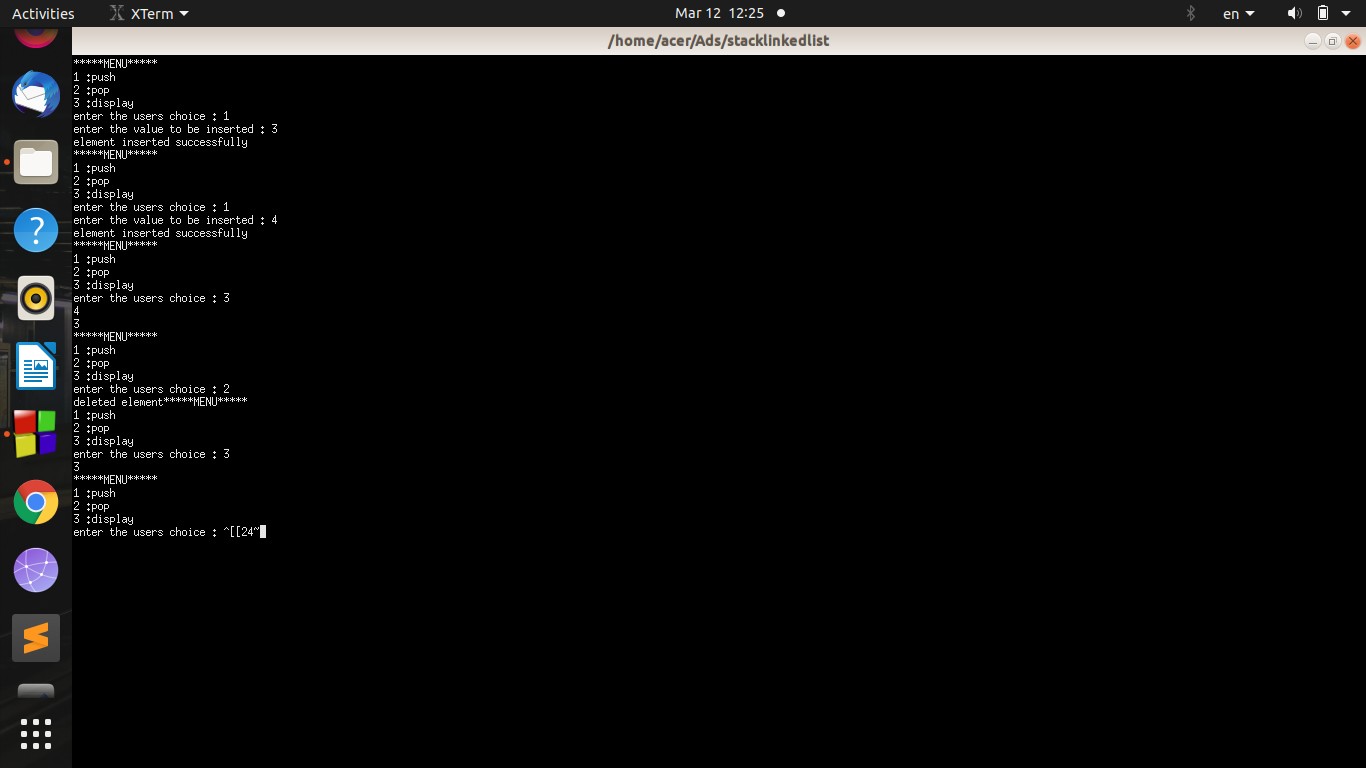 Activities XTerm Mar 12 12:25 en
/home/acer/Ads/stacklinkedlist
*****MENU*****
1 :push
2 :pop
3 :display
enter the users choice : 1
enter the value to be inserted : 3
element inserted successfully
*****MENU*****
1 :push
2 :pop
3 :display
enter the users choice : 1
enter the value to be inserted : 4
element inserted successfully
*****MENU*****
1 :push
2 :pop
3 :display
enter the users choice : 3
4
3
*****MENU*****
1 :push
2 :pop
3 :display
enter the users choice : 2
deleted element*****MENU*****
1 :push
2 :pop
3 :display
enter the users choice : 3
3
*****MENU*****
1 :push
2 :pop
3 :display
enter the users choice : ^[[24~